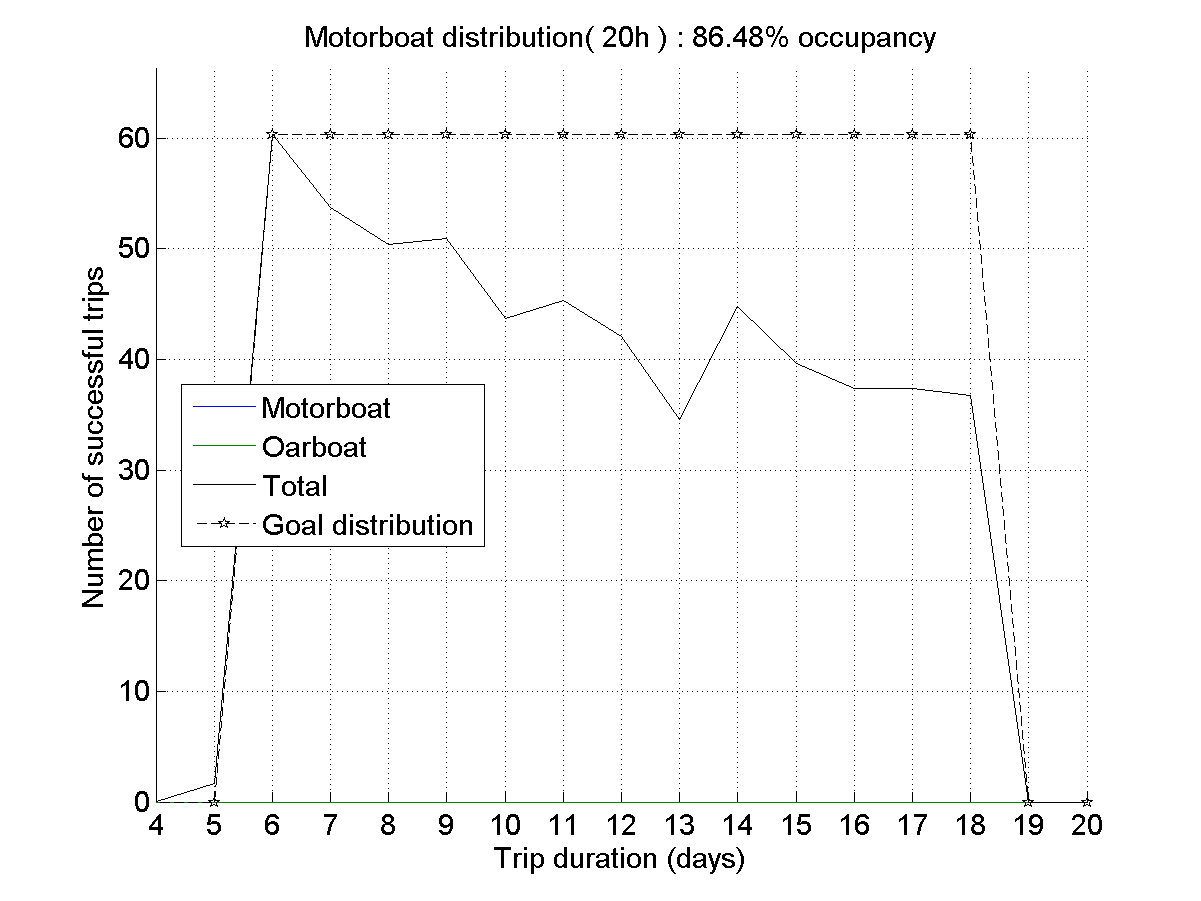 Motorboat distribution( 20h ) : 86.48% occupancy
60
50
40
30
20
10
0
Number of successful trips
Motorboat
Oarboat
Total
Goal distribution
4 5 6 7 8 9 10 11 12 13 14 15 16 17 18 19 20
Trip duration (days)